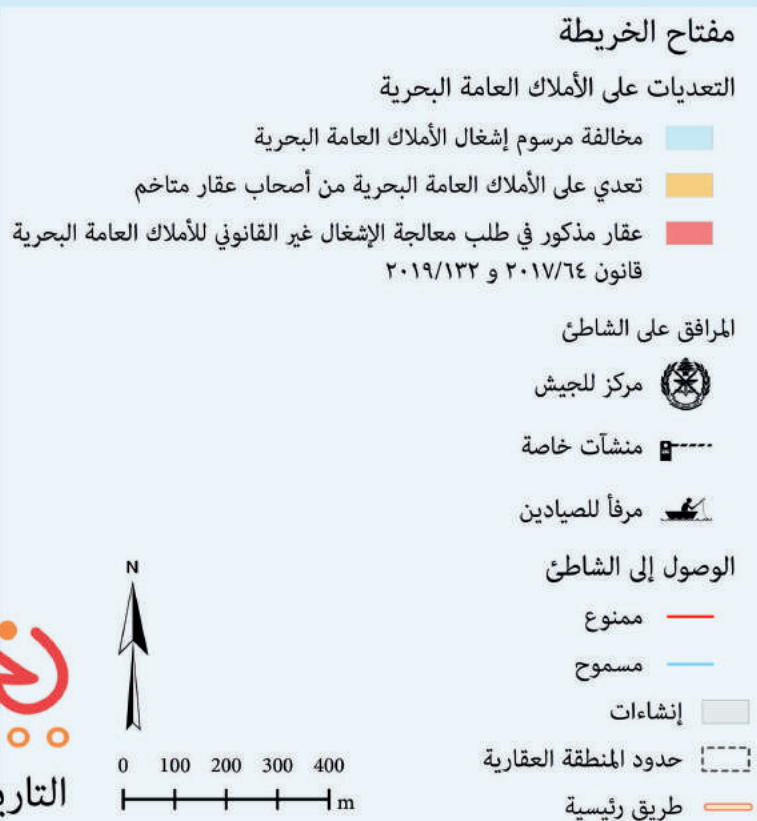 مفتاح الخريطة
التعديات على الأملاك العامة البحرية
مخالفة مرسوم إشغال الأملاك العامة البحرية
تعدي على الأملاك العامة البحرية من أصحاب عقار متاخم
عقار مذكور في طلب معالجة الإشغال غير القانوني للأملاك العامة البحرية
قانون ٢٠١٧/٦٤ و ٢٠١٩/١٣٢
المرافق على الشاطئ
مركز للجيش
منشآت خاصة
مرفأ للصيادين
الوصول إلى الشاطئ
ممنوع
مسموح
إنشاءات
حدود المنطقة العقارية
طريق رئيسية
N
0 100 200 300 400
m